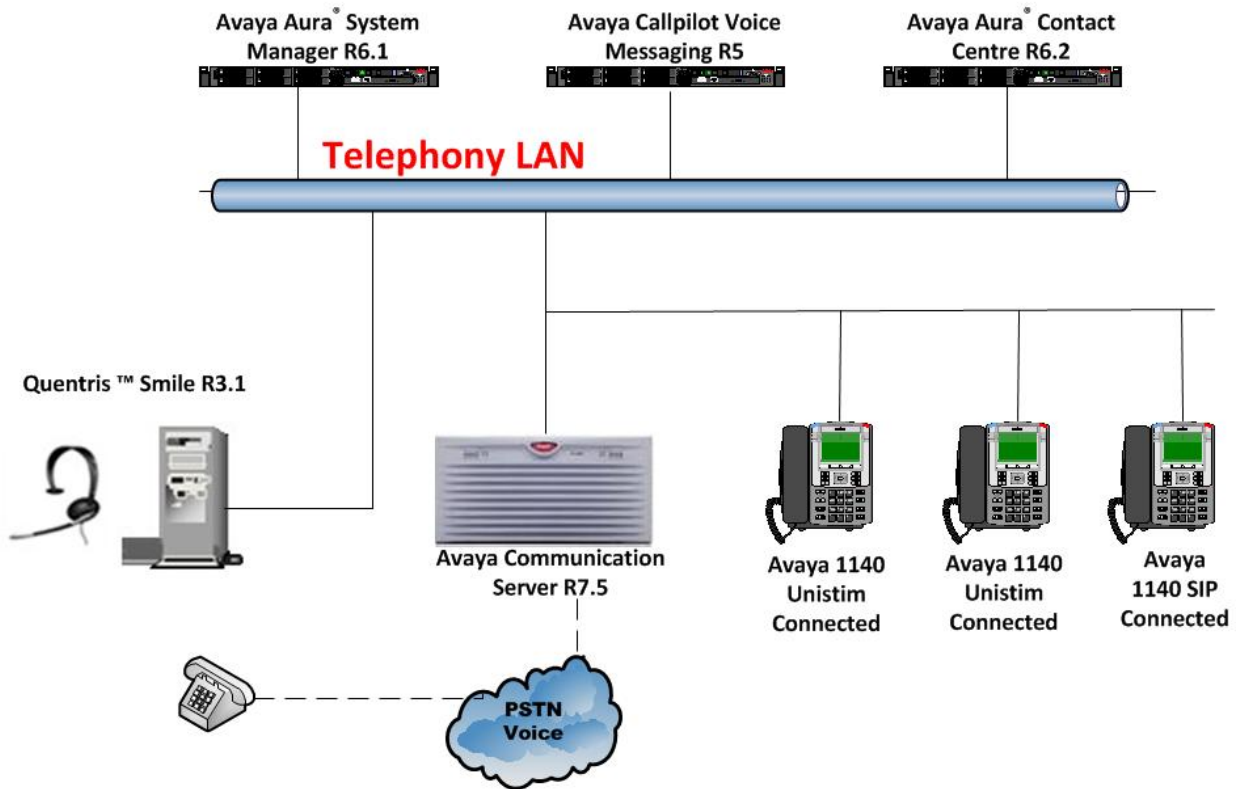 Avaya Aura® System
Manager R6.1
Avaya Callpilot Voice
Messaging R5
Avaya Aura® Contact
Centre R6.2
Telephony LAN
Quentris ™ Smile R3.1
Avaya Communication
Server R7.5
Avaya 1140
Unistim
Connected
Avaya 1140
Unistim
Connected
Avaya
1140 SIP
Connected
PSTN
Voice